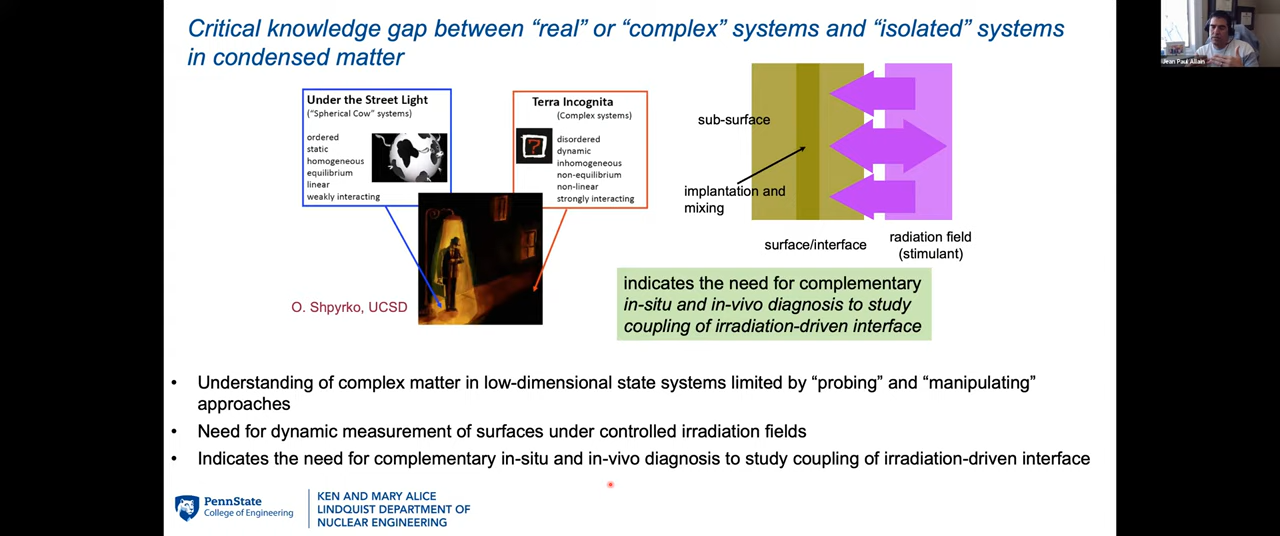 Critical knowledge gap between “real” or “complex” systems and “isolated” systems
in condensed matter
Jean Paul Allain
Under the Street Light
(“Spherical Cow” systems)
ordered
static
homogeneous
equilibrium
linear
weakly interacting
Terra Incognita
(Complex systems)
?
disordered
dynamic
inhomogeneous
non-equilibrium
non-linear
strongly interacting
O. Shpyrko, UCSD
sub-surface
implantation and
mixing
surface/interface
radiation field
(stimulant)
indicates the need for complementary
in-situ and in-vivo diagnosis to study
coupling of irradiation-driven interface
• Understanding of complex matter in low-dimensional state systems limited by “probing” and “manipulating”
approaches
• Need for dynamic measurement of surfaces under controlled irradiation fields
• Indicates the need for complementary in-situ and in-vivo diagnosis to study coupling of irradiation-driven interface
PennState
College of Engineering
KEN AND MARY ALICE
LINDQUIST DEPARTMENT OF
NUCLEAR ENGINEERING